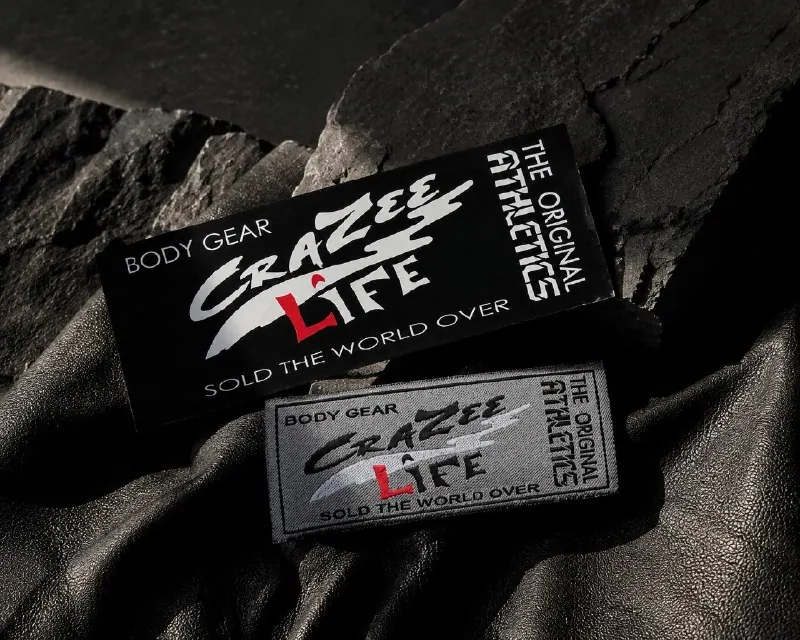 BODY GEAR
CRAZEE
LIFE
SOLD THE WORLD OVER
THE ORIGINAL
ATHLETICS
BODY GEAR
CRAZEE
LIFE
SOLD THE WORLD OVER
THE ORIGINAL
ATHLETICS